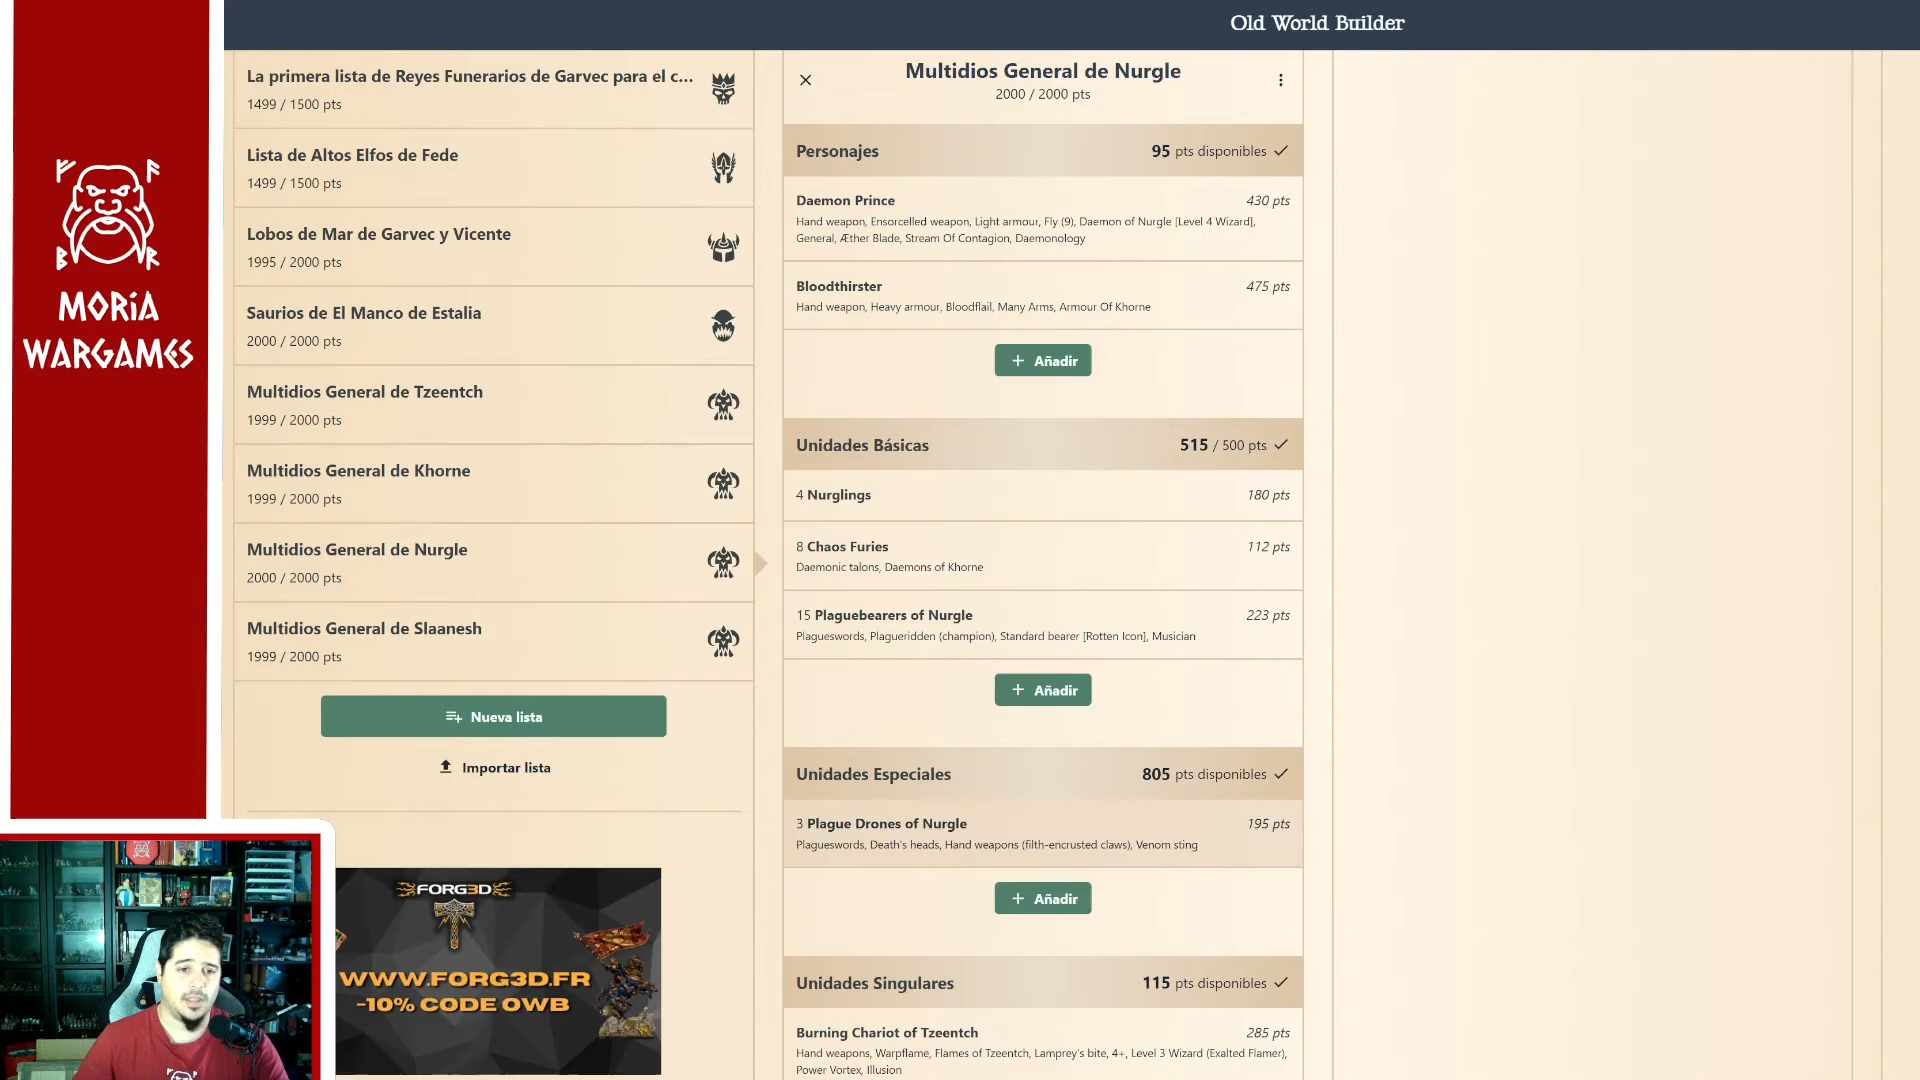 Old World Builder
MORIA
WARGAMES
La primera lista de Reyes Funerarios de Garvec para el c...
1499 / 1500 pts
Lista de Altos Elfos de Fede
1499 / 1500 pts
Lobos de Mar de Garvec y Vicente
1995 / 2000 pts
Saurios de El Manco de Estalia
2000 / 2000 pts
Multidios General de Tzeentch
1999 / 2000 pts
Multidios General de Khorne
1999 / 2000 pts
Multidios General de Nurgle
2000 / 2000 pts
Multidios General de Slaanesh
1999 / 2000 pts
Nueva lista
Importar lista
FORG3D
WWW.FORG3D.FR
-10% CODE OWB
Multidios General de Nurgle
2000 / 2000 pts
Personajes 95 pts disponibles
Daemon Prince 430 pts
Hand weapon, Ensorcelled weapon, Light armour, Fly (9), Daemon of Nurgle [Level 4 Wizard],
General, Æther Blade, Stream Of Contagion, Daemonology
Bloodthirster 475 pts
Hand weapon, Heavy armour, Bloodflail, Many Arms, Armour Of Khorne
Añadir
Unidades Básicas 515 / 500 pts
4 Nurglings 180 pts
8 Chaos Furies 112 pts
Daemonic talons, Daemons of Khorne
15 Plaguebearers of Nurgle 223 pts
Plagueswords, Plagueridden (champion), Standard bearer [Rotten Icon], Musician
Añadir
Unidades Especiales 805 pts disponibles
3 Plague Drones of Nurgle 195 pts
Plagueswords, Death's heads, Hand weapons (filth-encrusted claws), Venom sting
Añadir
Unidades Singulares 115 pts disponibles
Burning Chariot of Tzeentch 285 pts
Hand weapons, Warpflame, Flames of Tzeentch, Lamprey's bite, 4+, Level 3 Wizard (Exalted Flamer),
Power Vortex, Illusion